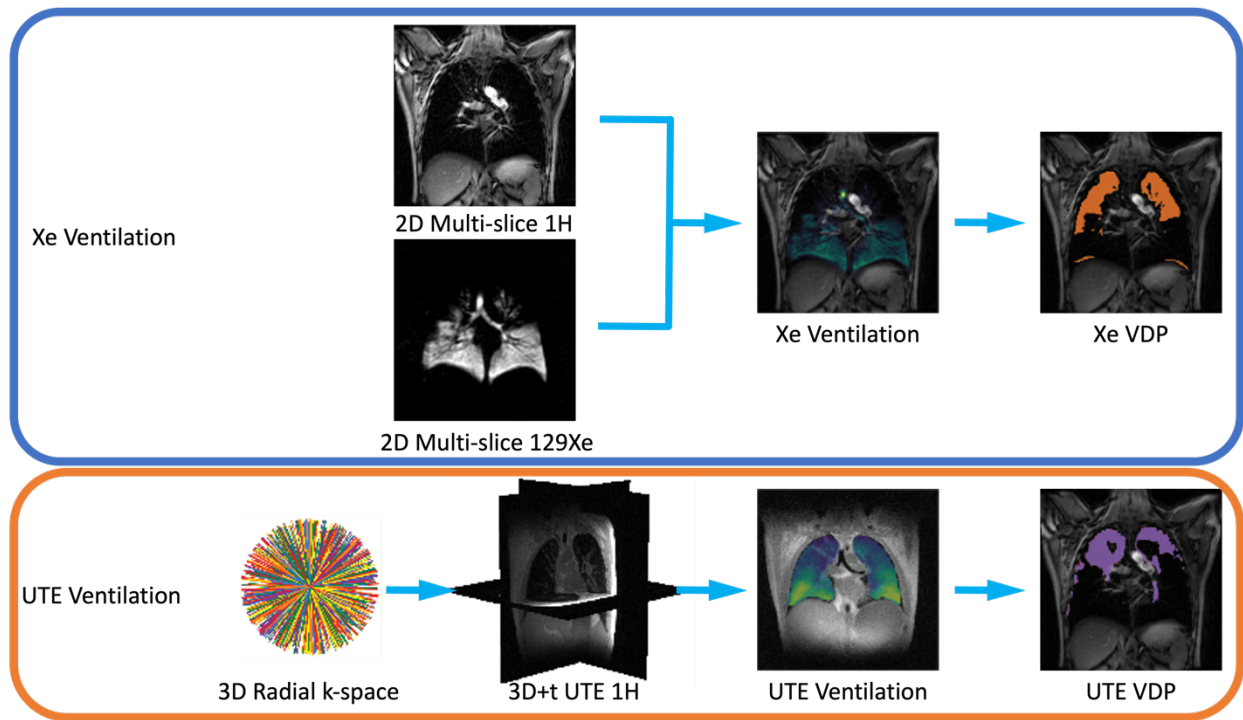 2D Multi-slice 1H
Xe Ventilation
2D Multi-slice 129Xe
Xe Ventilation
Xe VDP
UTE Ventilation
3D Radial k-space
3D+t UTE 1H
UTE Ventilation
UTE VDP